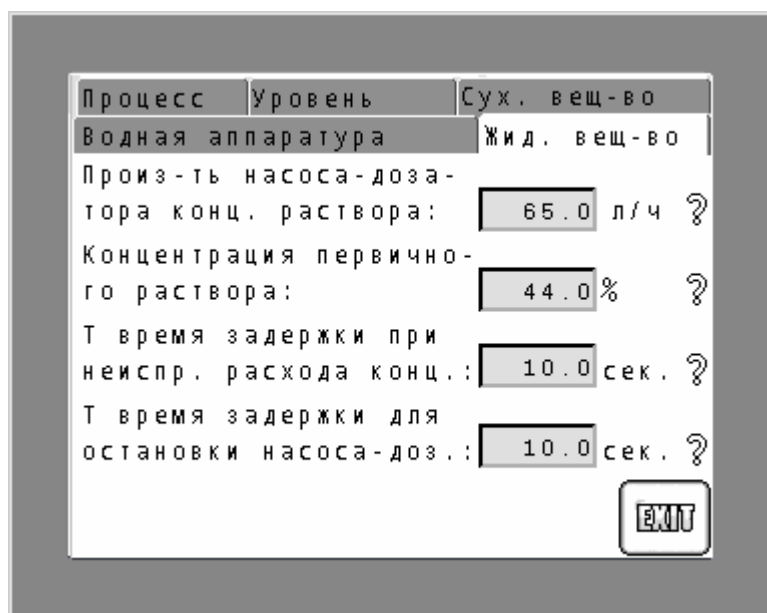 Процесс Уровень Сух. вещ-во
Водная аппаратура Жид. вещ-во
Произ-ть насоса-доза-
тора конц. раствора: 65.0 л/ч ?
Концентрация первично-
го раствора: 44.0 % ?
Т время задержки при
неиспр. расхода конц.: 10.0 сек. ?
Т время задержки для
остановки насоса-доз.: 10.0 сек. ?
EXIT